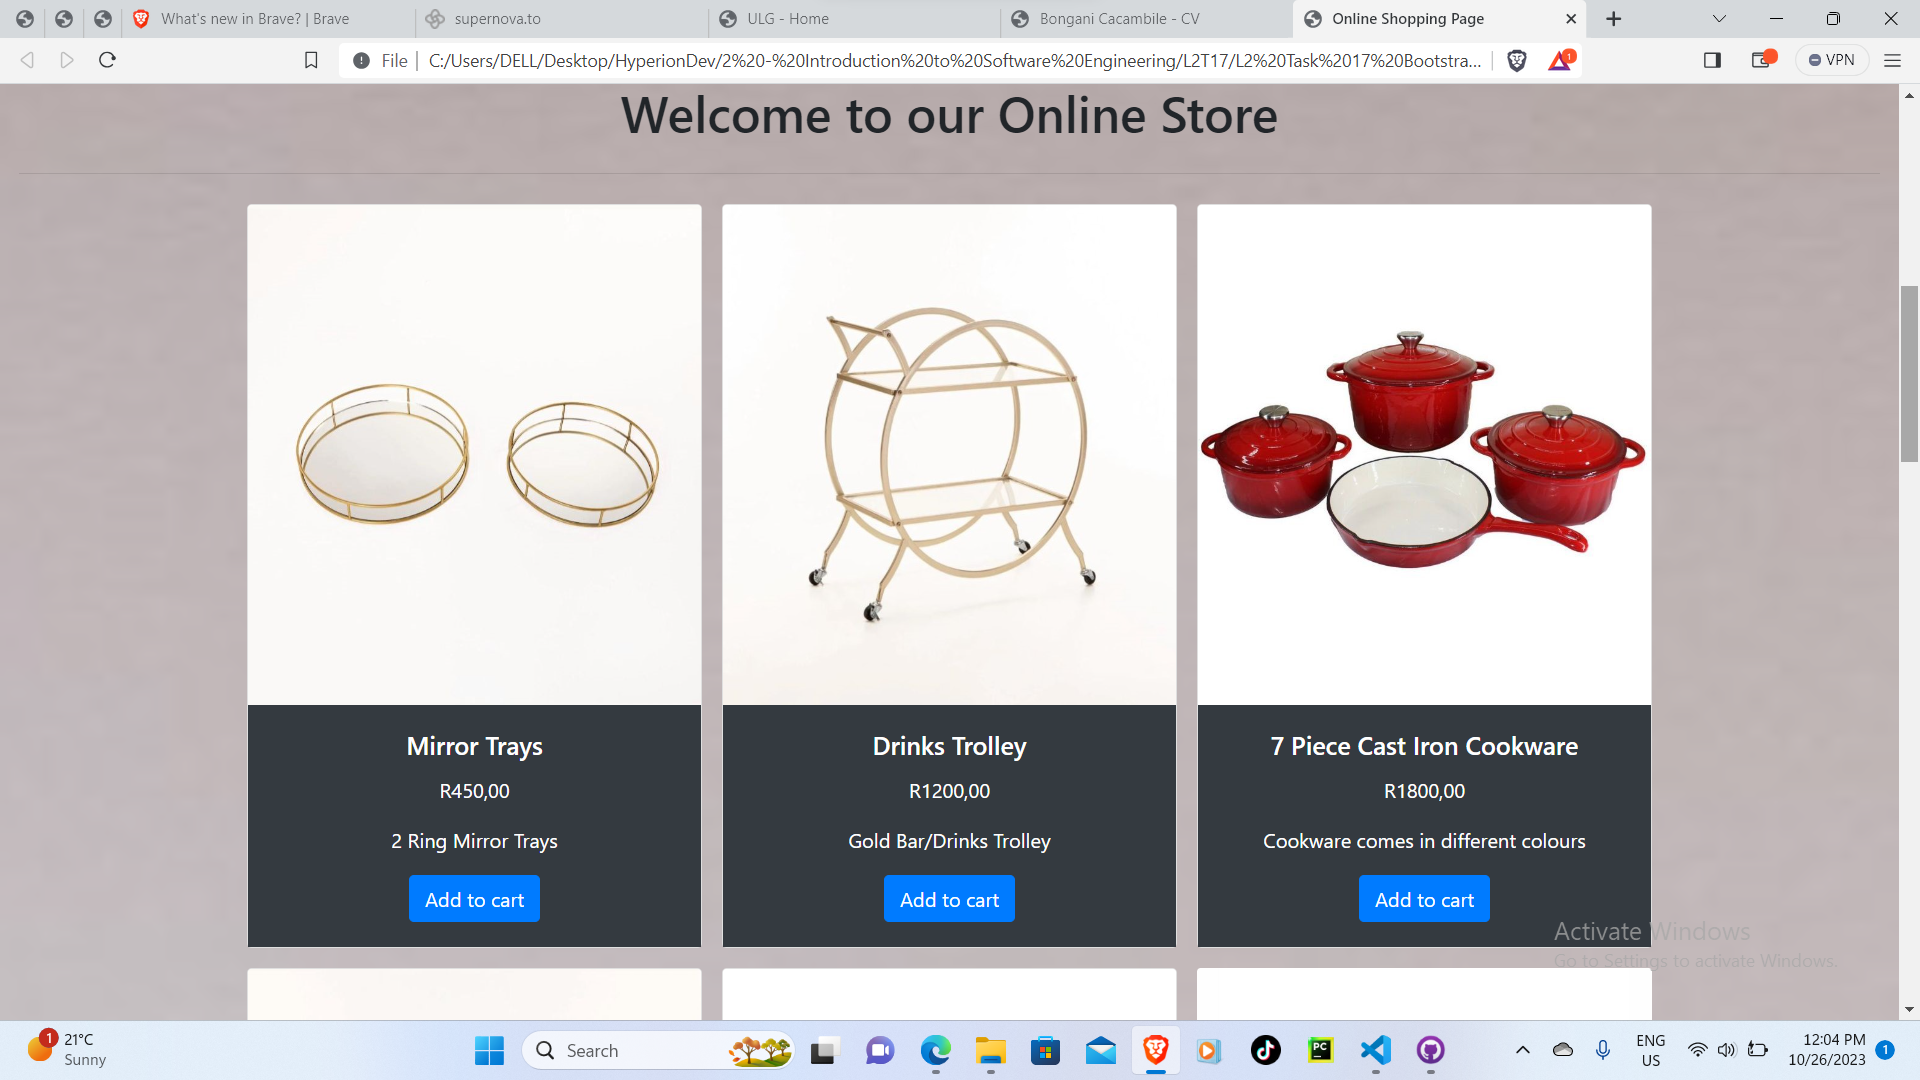 What's new in Brave? | Brave
supernova.to
ULG - Home
Bongani Cacambile - CV
Online Shopping Page
File
C:/Users/DELL/Desktop/HyperionDev/2%20-%20Introduction%20to%20Software%20Engineering/L2T17/L2%20Task%2017%20Bootstra...
1
VPN
Welcome to our Online Store
Mirror Trays
R450,00
2 Ring Mirror Trays
Add to cart
Drinks Trolley
R1200,00
Gold Bar/Drinks Trolley
Add to cart
7 Piece Cast Iron Cookware
R1800,00
Cookware comes in different colours
Add to cart
Activate Windows
Go to Settings to activate Windows.
1
21°C
Sunny
Search
PC
ENG
US
12:04 PM
10/26/2023
1